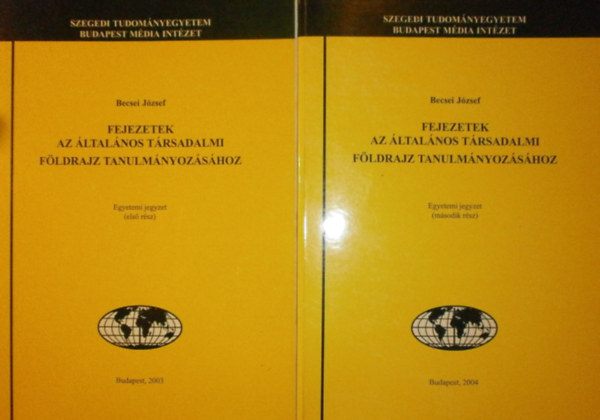 SZEGEDI TUDOMÁNYEGYETEM
BUDAPEST MÉDIA INTÉZET
Becsei József
FEJEZETEK
AZ ÁLTALÁNOS TÁRSADALMI
FÖLDRAJZ TANULMÁNYOZÁSÁHOZ
Egyetemi jegyzet
(első rész)
Budapest, 2003
SZEGEDI TUDOMÁNYEGYETEM
BUDAPEST MÉDIA INTÉZET
Becsei József
FEJEZETEK
AZ ÁLTALÁNOS TÁRSADALMI
FÖLDRAJZ TANULMÁNYOZÁSÁHOZ
Egyetemi jegyzet
(második rész)
Budapest, 2004